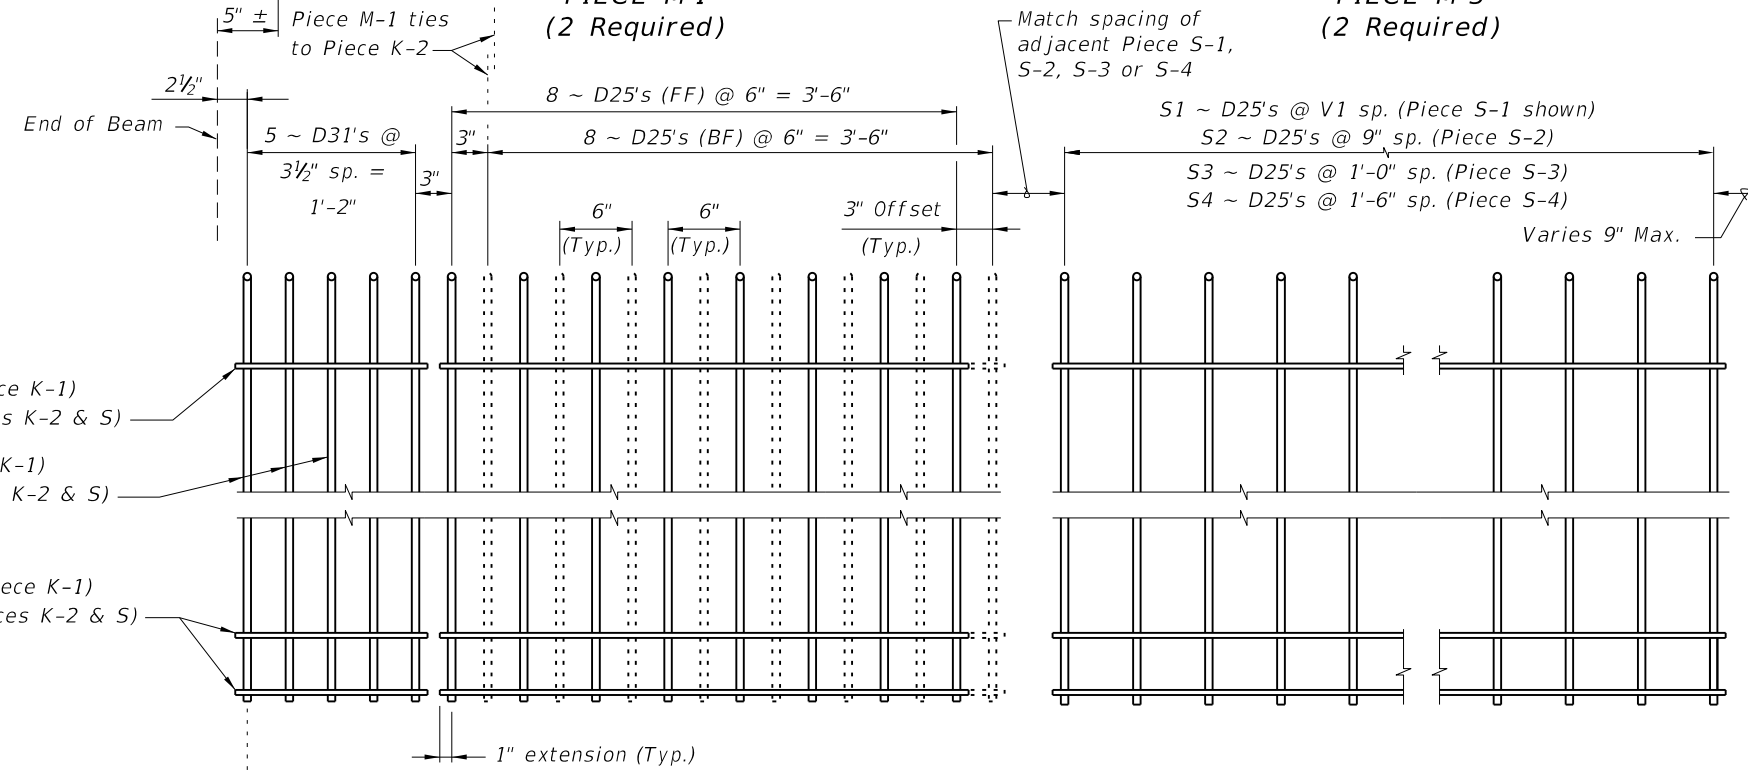 (2 Required)
(2 Required)
5" ±
Piece M-1 ties
to Piece K-2
Match spacing of
adjacent Piece S-1,
S-2, S-3 or S-4
2½"
End of Beam
5 ~ D31's @
3½" sp. =
1'-2"
3"
3"
8 ~ D25's (FF) @ 6" = 3'-6"
8 ~ D25's (BF) @ 6" = 3'-6"
6"
(Typ.)
6"
(Typ.)
3" Offset
(Typ.)
S1 ~ D25's @ V1 sp. (Piece S-1 shown)
S2 ~ D25's @ 9" sp. (Piece S-2)
S3 ~ D25's @ 1'-0" sp. (Piece S-3)
S4 ~ D25's @ 1'-6" sp. (Piece S-4)
Varies 9" Max.
ce K-1)
s K-2 & S)
K-1)
K-2 & S)
ece K-1)
ces K-2 & S)
1" extension (Typ.)